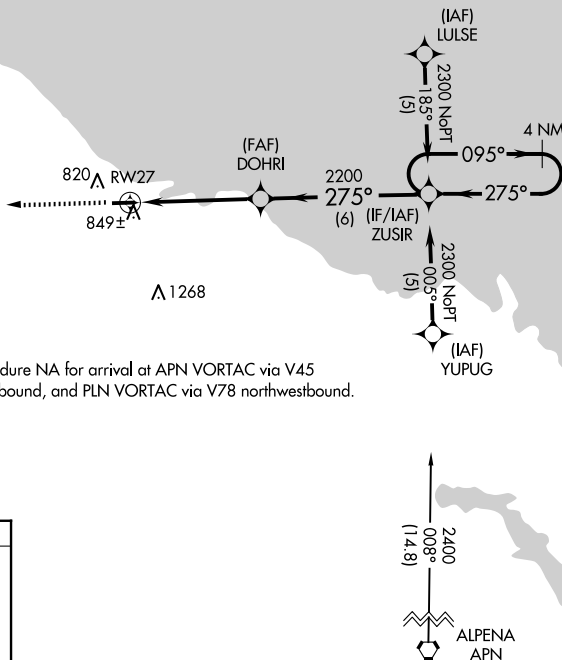 (IAF)
LULSE
2300 NoPT
185°
(5)
4 NM
095°
(FAF)
DOHRI
820
RW27
2200
275°
(6)
(IF/IAF)
ZUSIR
275°
849±
1268
2300 NoPT
005°
(5)
(IAF)
YUPUG
dure NA for arrival at APN VORTAC via V45
bound, and PLN VORTAC via V78 northwestbound.
2400
008°
(14.8)
ALPENA
APN